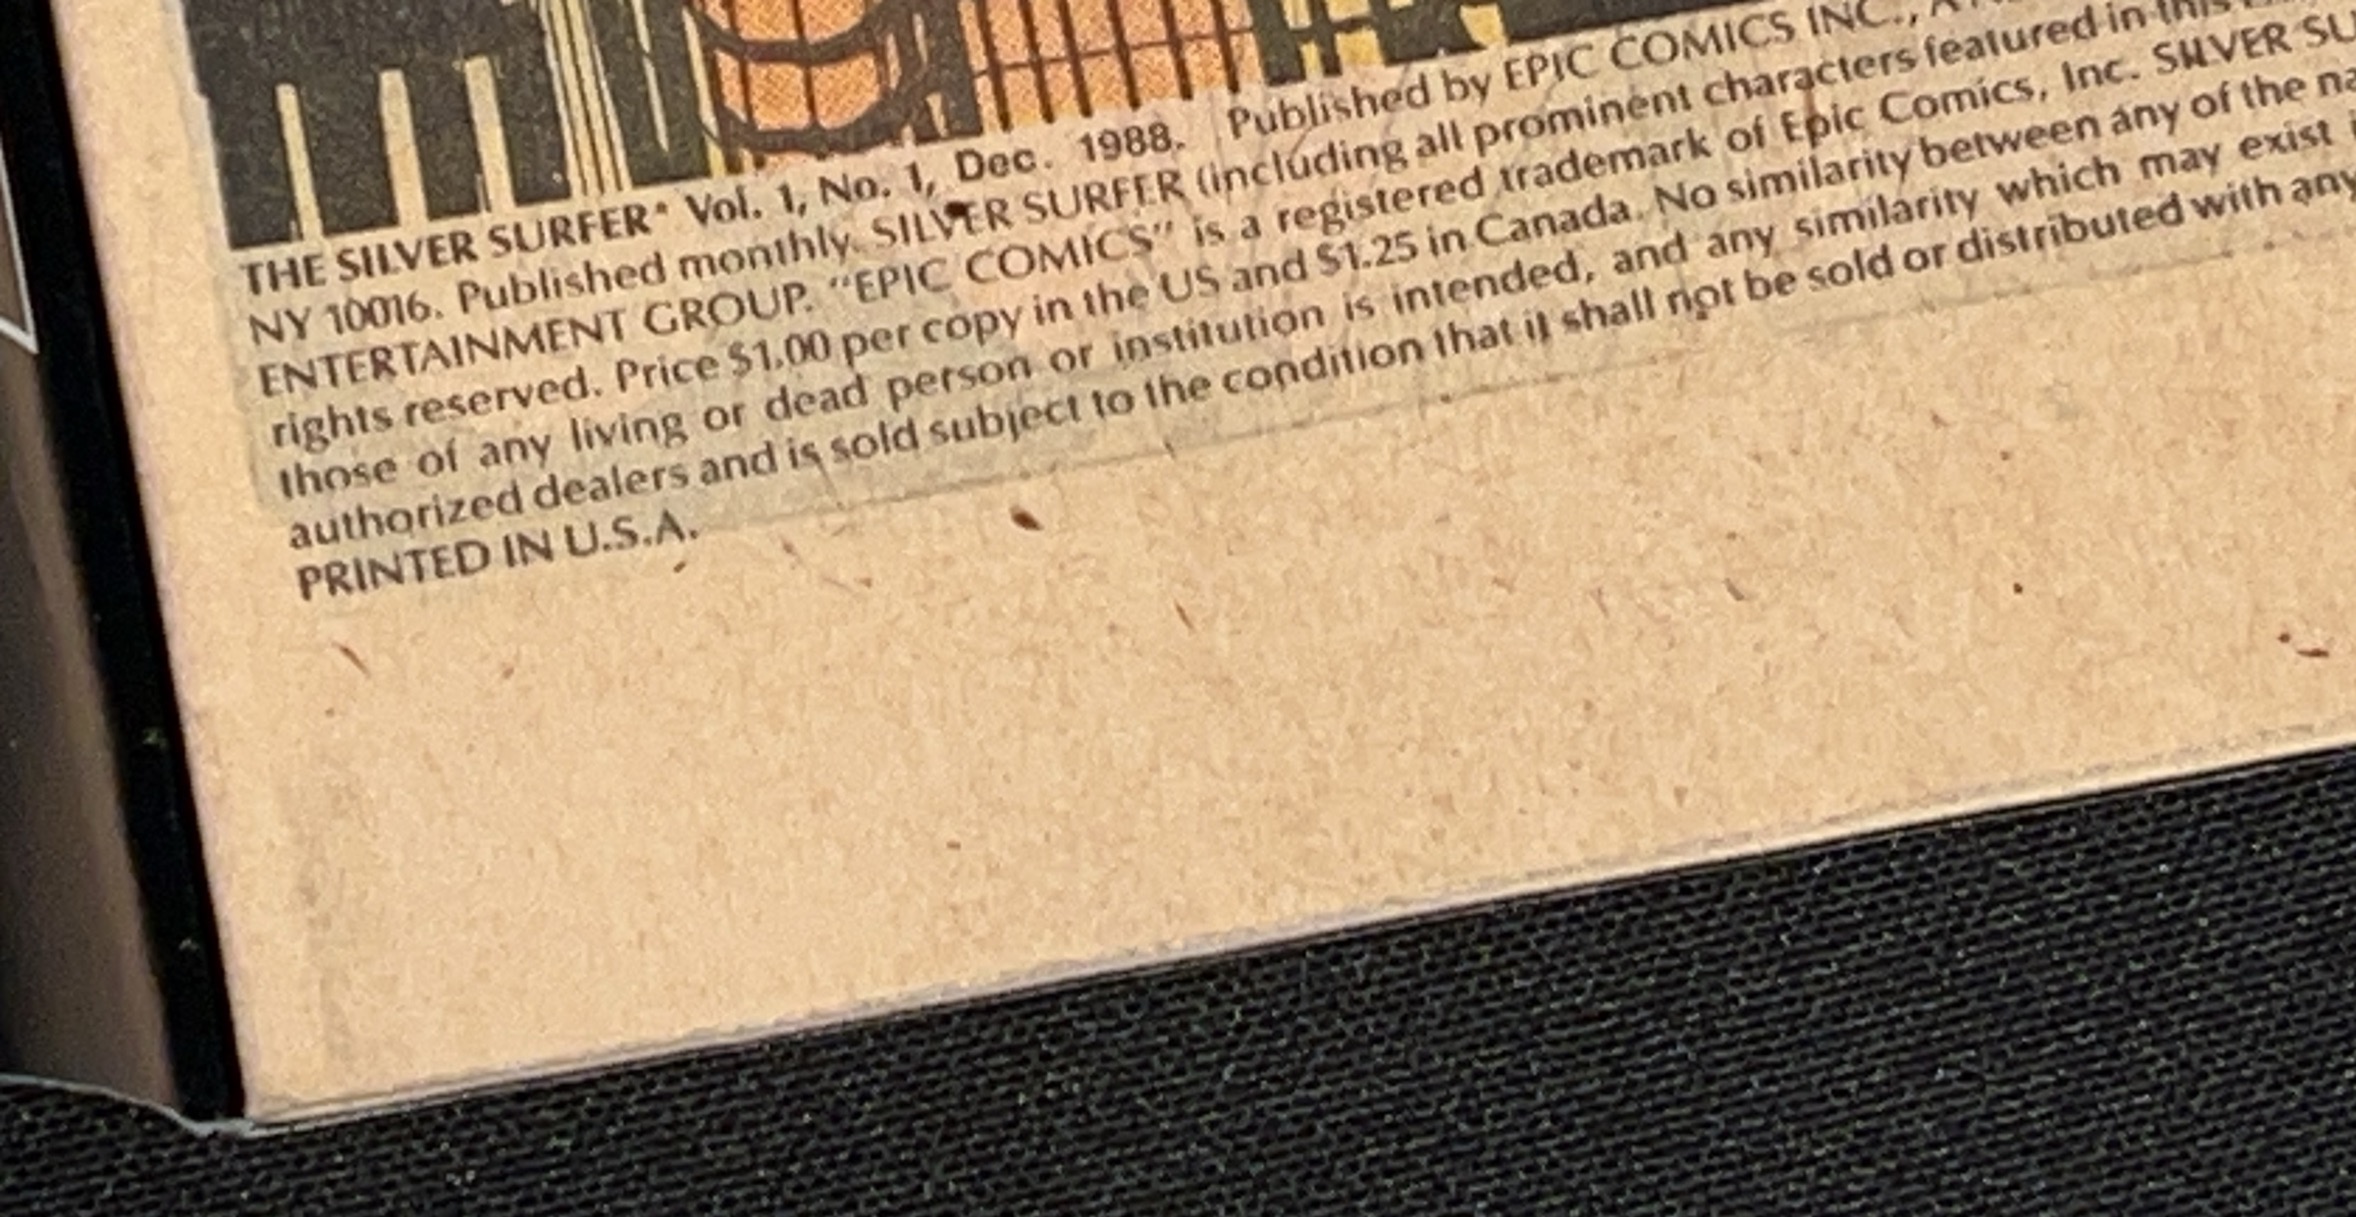 THE SILVER SURFER* Vol. 1, No. 1, Dec. 1988. Published by EPIC COMICS INC.,
NY 10016. Published monthly. SILVER SURFER (including all prominent characters featured in this
ENTERTAINMENT GROUP. "EPIC COMICS" is a registered trademark of Epic Comics, Inc. SILVER SU
rights reserved. Price $1.00 per copy in the US and $1.25 in Canada. No similarity between any of the na
those of any living or dead person or institution is intended, and any similarity which may exist
authorized dealers and is sold subject to the condition that it shall not be sold or distributed with any
PRINTED IN U.S.A.